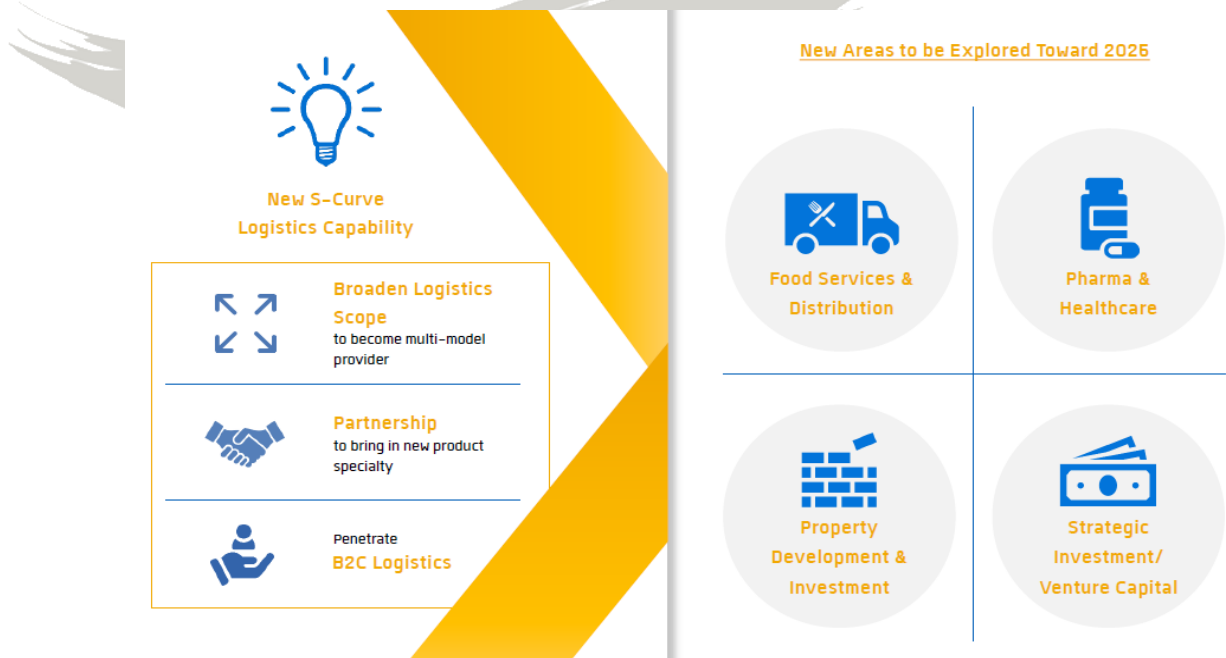 New S-Curve
Logistics Capability
Broaden Logistics
Scope
to become multi-model
provider
Partnership
to bring in new product
specialty
Penetrate
B2C Logistics
New Areas to be Explored Toward 2026
Food Services &
Distribution
Pharma &
Healthcare
Property
Development &
Investment
Strategic
Investment/
Venture Capital